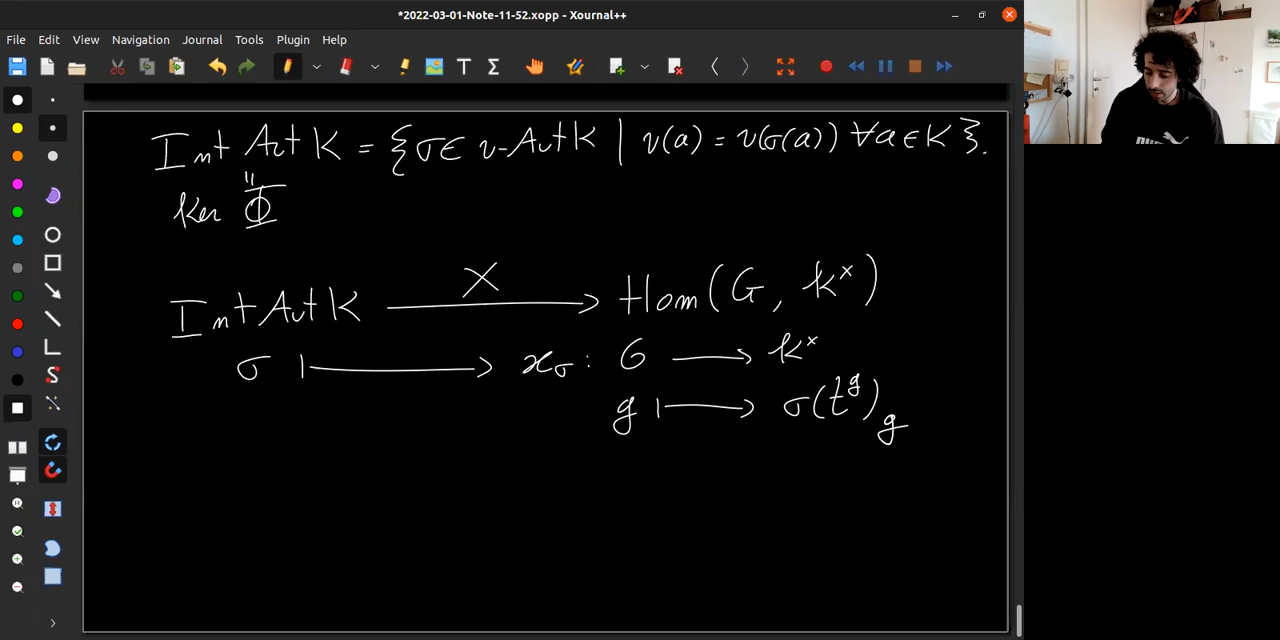 *2022-03-01-Note-11-52.xopp - Xournal++
File Edit View Navigation Journal Tools Plugin Help
Int Aut K = {σ ∈ v-Aut K | v(a) = v(σ(a)) ∀a ∈ K}.
"
Ker Φ
Int Aut K ⟶ Hom(G, k^×)
X
σ ⟼ x_σ : G ⟶ k^×
g ⟼ σ(t^g)_g